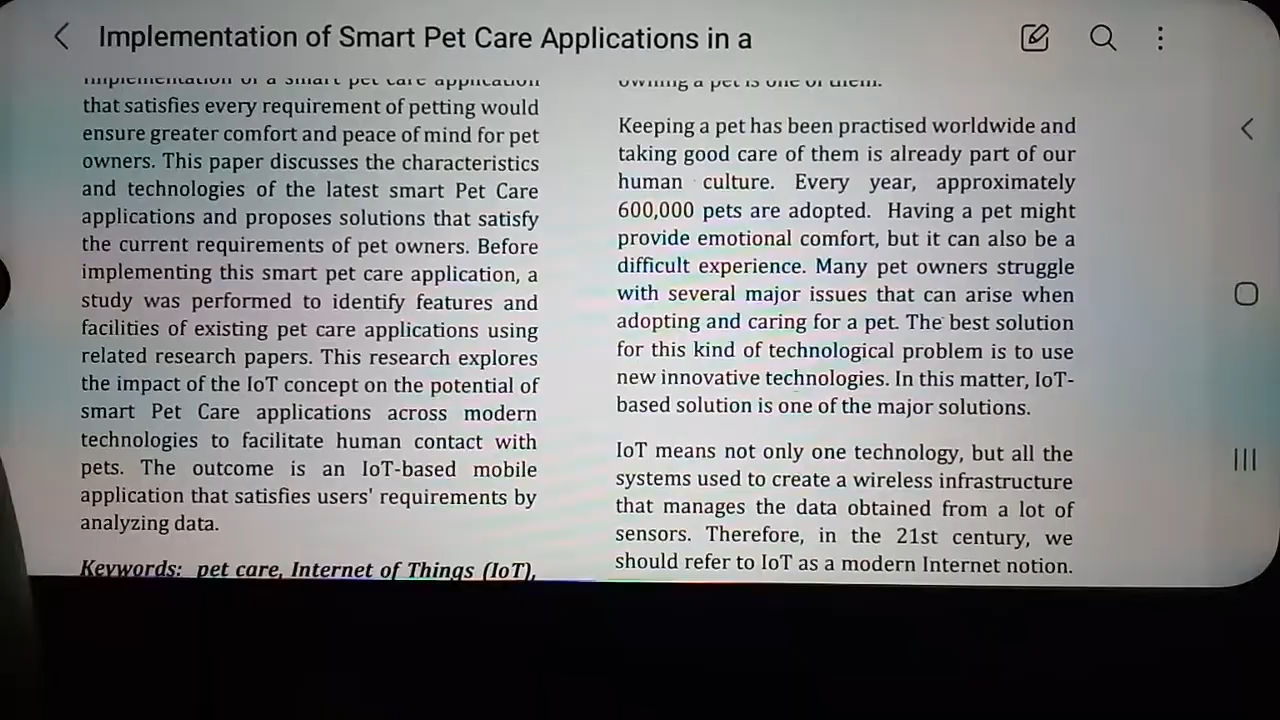 Implementation of Smart Pet Care Applications in a
implementation of a smart pet care application
that satisfies every requirement of petting would
ensure greater comfort and peace of mind for pet
owners. This paper discusses the characteristics
and technologies of the latest smart Pet Care
applications and proposes solutions that satisfy
the current requirements of pet owners. Before
implementing this smart pet care application, a
study was performed to identify features and
facilities of existing pet care applications using
related research papers. This research explores
the impact of the IoT concept on the potential of
smart Pet Care applications across modern
technologies to facilitate human contact with
pets. The outcome is an IoT-based mobile
application that satisfies users' requirements by
analyzing data.
Keywords: pet care, Internet of Things (IoT),
owning a pet is one of them.
Keeping a pet has been practised worldwide and
taking good care of them is already part of our
human culture. Every year, approximately
600,000 pets are adopted. Having a pet might
provide emotional comfort, but it can also be a
difficult experience. Many pet owners struggle
with several major issues that can arise when
adopting and caring for a pet. The best solution
for this kind of technological problem is to use
new innovative technologies. In this matter, IoT-
based solution is one of the major solutions.
IoT means not only one technology, but all the
systems used to create a wireless infrastructure
that manages the data obtained from a lot of
sensors. Therefore, in the 21st century, we
should refer to IoT as a modern Internet notion.